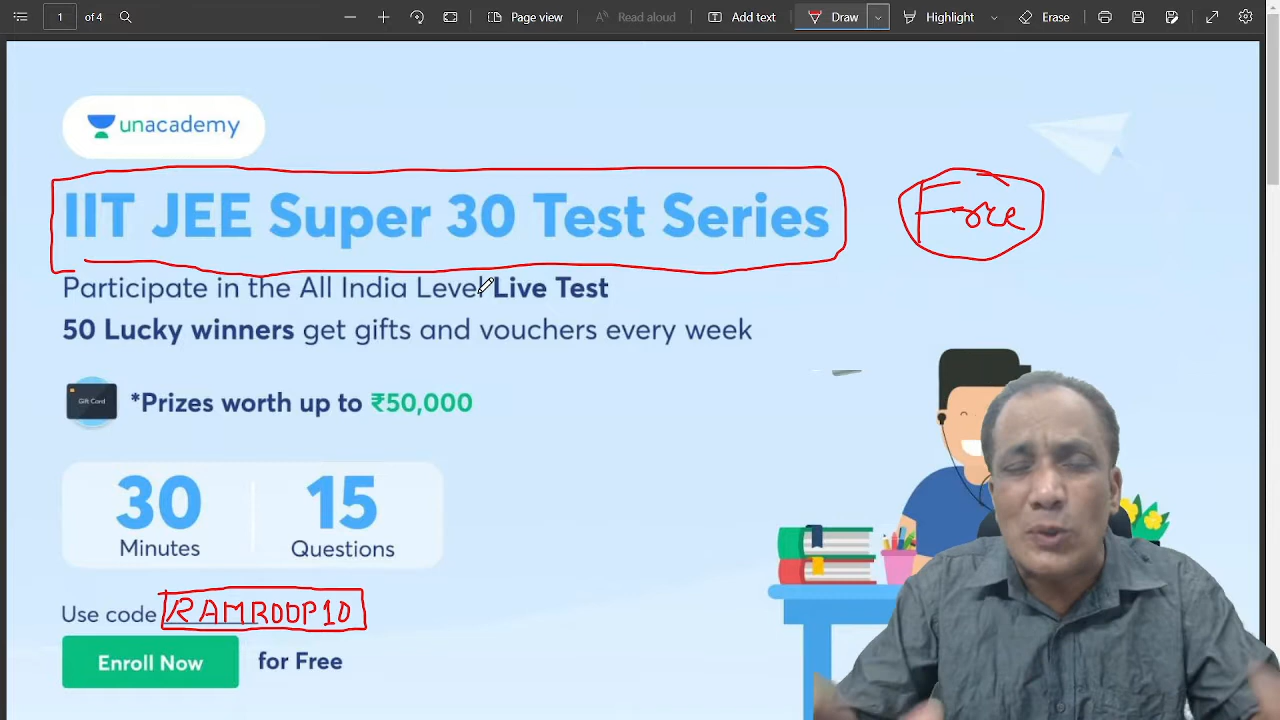 1 of 4 Page view Read aloud Add text Draw Highlight Erase
unacademy
IIT JEE Super 30 Test Series
Free
Participate in the All India Level Live Test
50 Lucky winners get gifts and vouchers every week
Gift Card
*Prizes worth up to ₹50,000
30 15
Minutes Questions
Use code RAMROOP10
Enroll Now for Free